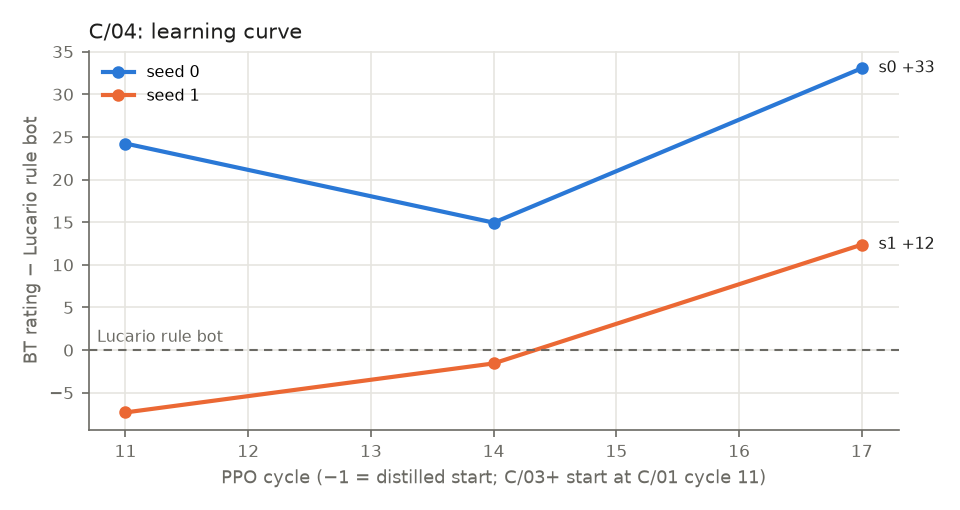 C/04: learning curve
seed 0
seed 1
BT rating − Lucario rule bot
35
30
25
20
15
10
5
0
−5
Lucario rule bot
s0 +33
s1 +12
11
12
13
14
15
16
17
PPO cycle (−1 = distilled start; C/03+ start at C/01 cycle 11)